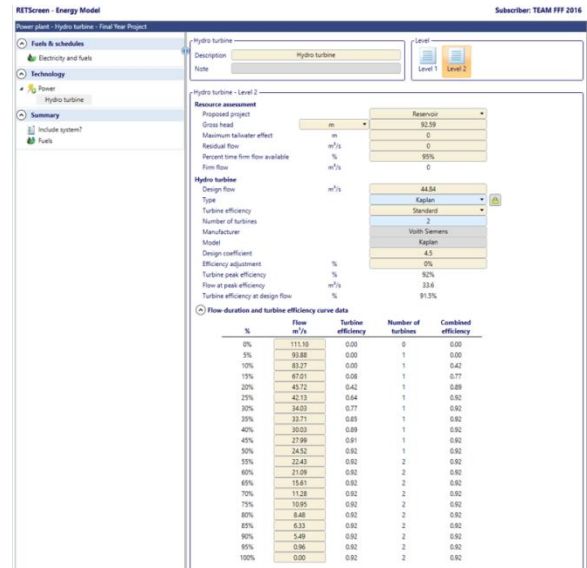 RETScreen - Energy Model Subscriber: TEAM FFF 2016
Power plant - Hydro turbine - Final Year Project
Fuels & schedules
Electricity and fuels
Technology
Power
Hydro turbine
Summary
Include system?
Fuels
Hydro turbine
Description Hydro turbine
Note
Level
Level 1 Level 2
Hydro turbine - Level 2
Resource assessment
Proposed project Reservoir
Gross head m 92.59
Maximum tailwater effect m 0
Residual flow m³/s 0
Percent time firm flow available % 95%
Firm flow m³/s 0
Hydro turbine
Design flow m³/s 44.84
Type Kaplan
Turbine efficiency Standard
Number of turbines 2
Manufacturer Voith Siemens
Model Kaplan
Design coefficient 4.5
Efficiency adjustment % 0%
Turbine peak efficiency % 92%
Flow at peak efficiency m³/s 33.6
Turbine efficiency at design flow % 91.5%
Flow-duration and turbine efficiency curve data
Flow Turbine Number of Combined
% m³/s efficiency turbines efficiency
0% 111.10 0.00 0 0.00
5% 93.88 0.00 1 0.00
10% 83.27 0.00 1 0.42
15% 67.01 0.08 1 0.77
20% 45.72 0.42 1 0.89
25% 42.13 0.64 1 0.92
30% 34.03 0.77 1 0.92
35% 33.71 0.85 1 0.92
40% 30.03 0.89 1 0.92
45% 27.99 0.91 1 0.92
50% 24.52 0.92 1 0.92
55% 22.43 0.92 2 0.92
60% 21.09 0.92 2 0.92
65% 15.61 0.92 2 0.92
70% 11.28 0.92 2 0.92
75% 10.95 0.92 2 0.92
80% 8.48 0.92 2 0.92
85% 6.33 0.92 2 0.92
90% 5.49 0.92 2 0.92
95% 0.96 0.92 2 0.92
100% 0.00 0.92 2 0.92